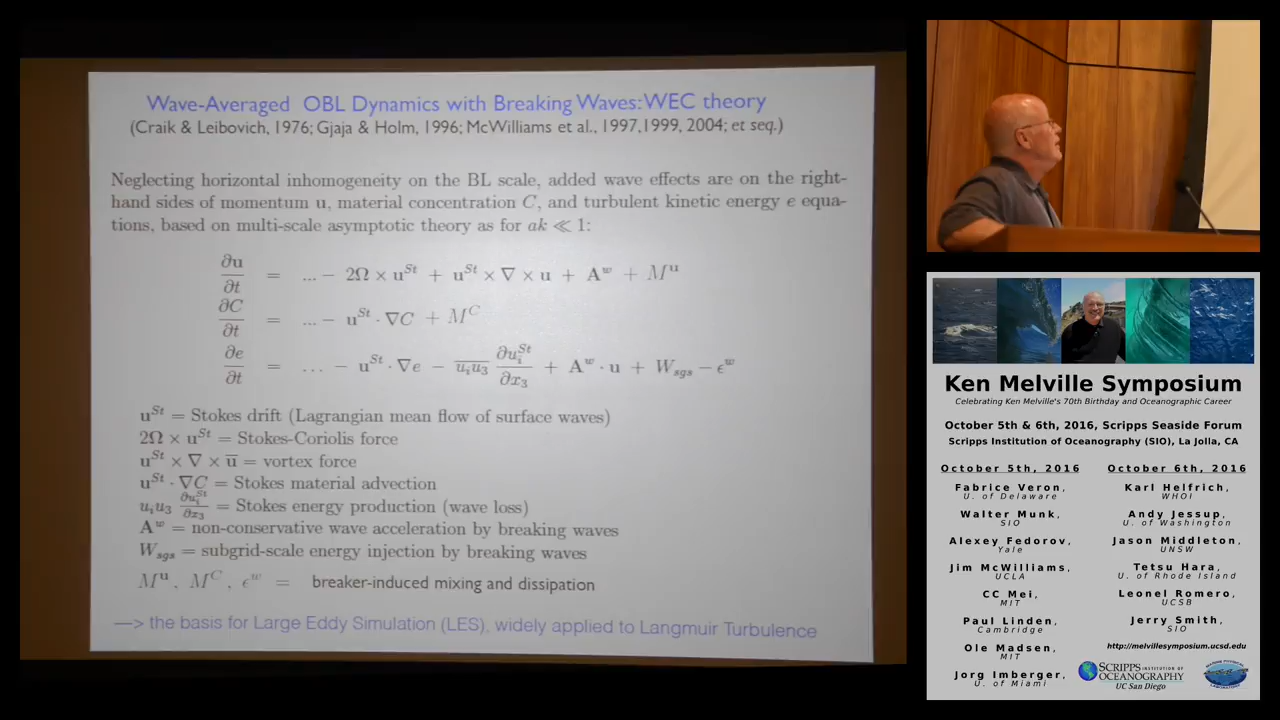 Wave-Averaged OBL Dynamics with Breaking Waves: WEC theory
(Craik & Leibovich, 1976; Gjaja & Holm, 1996; McWilliams et al., 1997,1999, 2004; et seq.)
Neglecting horizontal inhomogeneity on the BL scale, added wave effects are on the right-
hand sides of momentum u, material concentration C, and turbulent kinetic energy e equa-
tions, based on multi-scale asymptotic theory as for ak ≪ 1:
∂u/∂t = ... − 2Ω × u^St + u^St × ∇ × u + A^w + M^u
∂C/∂t = ... − u^St · ∇C + M^C
∂e/∂t = ... − u^St · ∇e − u_i u_3 ∂u_i^St/∂x_3 + A^w · u + W_sgs − ϵ^w
u^St = Stokes drift (Lagrangian mean flow of surface waves)
2Ω × u^St = Stokes-Coriolis force
u^St × ∇ × u = vortex force
u^St · ∇C = Stokes material advection
u_i u_3 ∂u_i^St/∂x_3 = Stokes energy production (wave loss)
A^w = non-conservative wave acceleration by breaking waves
W_sgs = subgrid-scale energy injection by breaking waves
M^u, M^C, ϵ^w = breaker-induced mixing and dissipation
—> the basis for Large Eddy Simulation (LES), widely applied to Langmuir Turbulence
Ken Melville Symposium
Celebrating Ken Melville's 70th Birthday and Oceanographic Career
October 5th & 6th, 2016, Scripps Seaside Forum
Scripps Institution of Oceanography (SIO), La Jolla, CA
October 5th, 2016
Fabrice Veron,
U. of Delaware
Walter Munk,
SIO
Alexey Fedorov,
Yale
Jim McWilliams,
UCLA
CC Mei,
MIT
Paul Linden,
Cambridge
Ole Madsen,
MIT
Jorg Imberger,
U. of Miami
October 6th, 2016
Karl Helfrich,
WHOI
Andy Jessup,
U. of Washington
Jason Middleton,
UNSW
Tetsu Hara,
U. of Rhode Island
Leonel Romero,
UCSB
Jerry Smith,
SIO
http://melvillesymposium.ucsd.edu
SCRIPPS INSTITUTION OF
OCEANOGRAPHY
UC San Diego